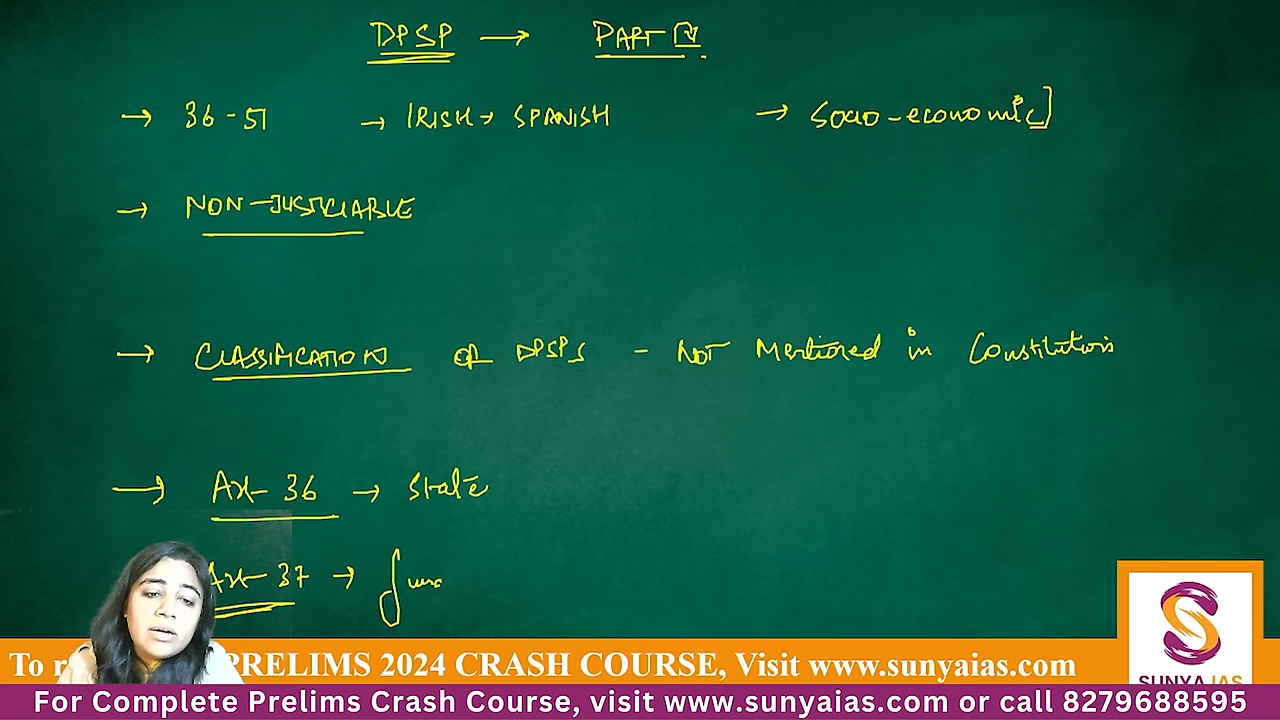 DPSP → PART IV
→ 36-51 → IRISH → SPANISH → Socio-economic]
→ NON-JUSTICIABLE
→ CLASSIFICATION OF DPSPs - NOT Mentioned in Constitution
→ Art-36 → State
Art-37 →
To r PRELIMS 2024 CRASH COURSE, Visit www.sunyaias.com
SUNYA IAS
For Complete Prelims Crash Course, visit www.sunyaias.com or call 8279688595